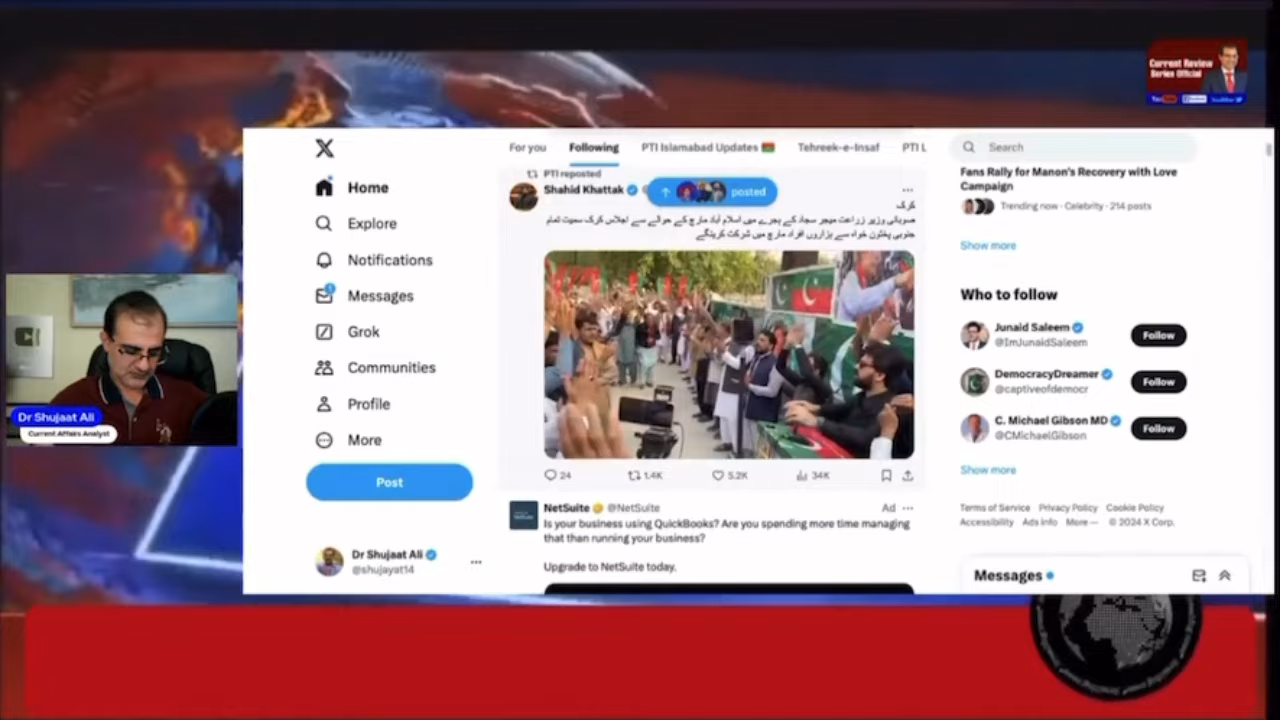 Current Review
Series Official
For you
Following
PTI Islamabad Updates
Tehreek-e-Insaf
PTI L
Search
PTI reposted
Shahid Khattak
posted
کرک
صوبائی وزیر زراعت میجر سجاد کے ہجرے میں اسلام آباد مارچ کے حوالے سے اجلاس کرک سمیت تمام
جنوبی پختون خواہ سے ہزاروں افراد مارچ میں شرکت کرینگے
24
1.4K
5.2K
34K
NetSuite @NetSuite
Ad
Is your business using QuickBooks? Are you spending more time managing
that than running your business?
Upgrade to NetSuite today.
Home
Explore
Notifications
1
Messages
Grok
Communities
Profile
More
Post
Dr Shujaat Ali
@shujayat14
Fans Rally for Manon's Recovery with Love
Campaign
Trending now · Celebrity · 214 posts
Show more
Who to follow
Junaid Saleem
@ImJunaidSaleem
Follow
DemocracyDreamer
@captiveofdemocr
Follow
C. Michael Gibson MD
@CMichaelGibson
Follow
Show more
Terms of Service Privacy Policy Cookie Policy
Accessibility Ads info More ··· © 2024 X Corp.
Messages
Dr Shujaat Ali
Current Affairs Analyst